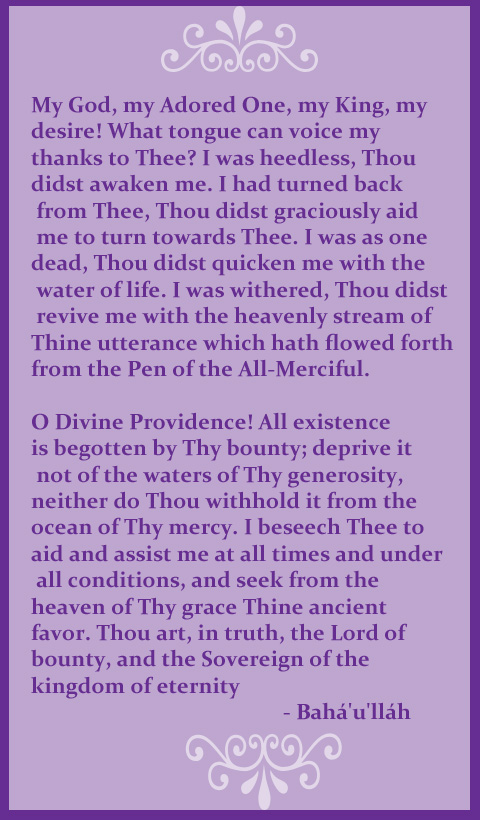 My God, my Adored One, my King, my
desire! What tongue can voice my
thanks to Thee? I was heedless, Thou
didst awaken me. I had turned back
from Thee, Thou didst graciously aid
me to turn towards Thee. I was as one
dead, Thou didst quicken me with the
water of life. I was withered, Thou didst
revive me with the heavenly stream of
Thine utterance which hath flowed forth
from the Pen of the All-Merciful.

O Divine Providence! All existence
is begotten by Thy bounty; deprive it
not of the waters of Thy generosity,
neither do Thou withhold it from the
ocean of Thy mercy. I beseech Thee to
aid and assist me at all times and under
all conditions, and seek from the
heaven of Thy grace Thine ancient
favor. Thou art, in truth, the Lord of
bounty, and the Sovereign of the
kingdom of eternity
- Bahá'u'lláh